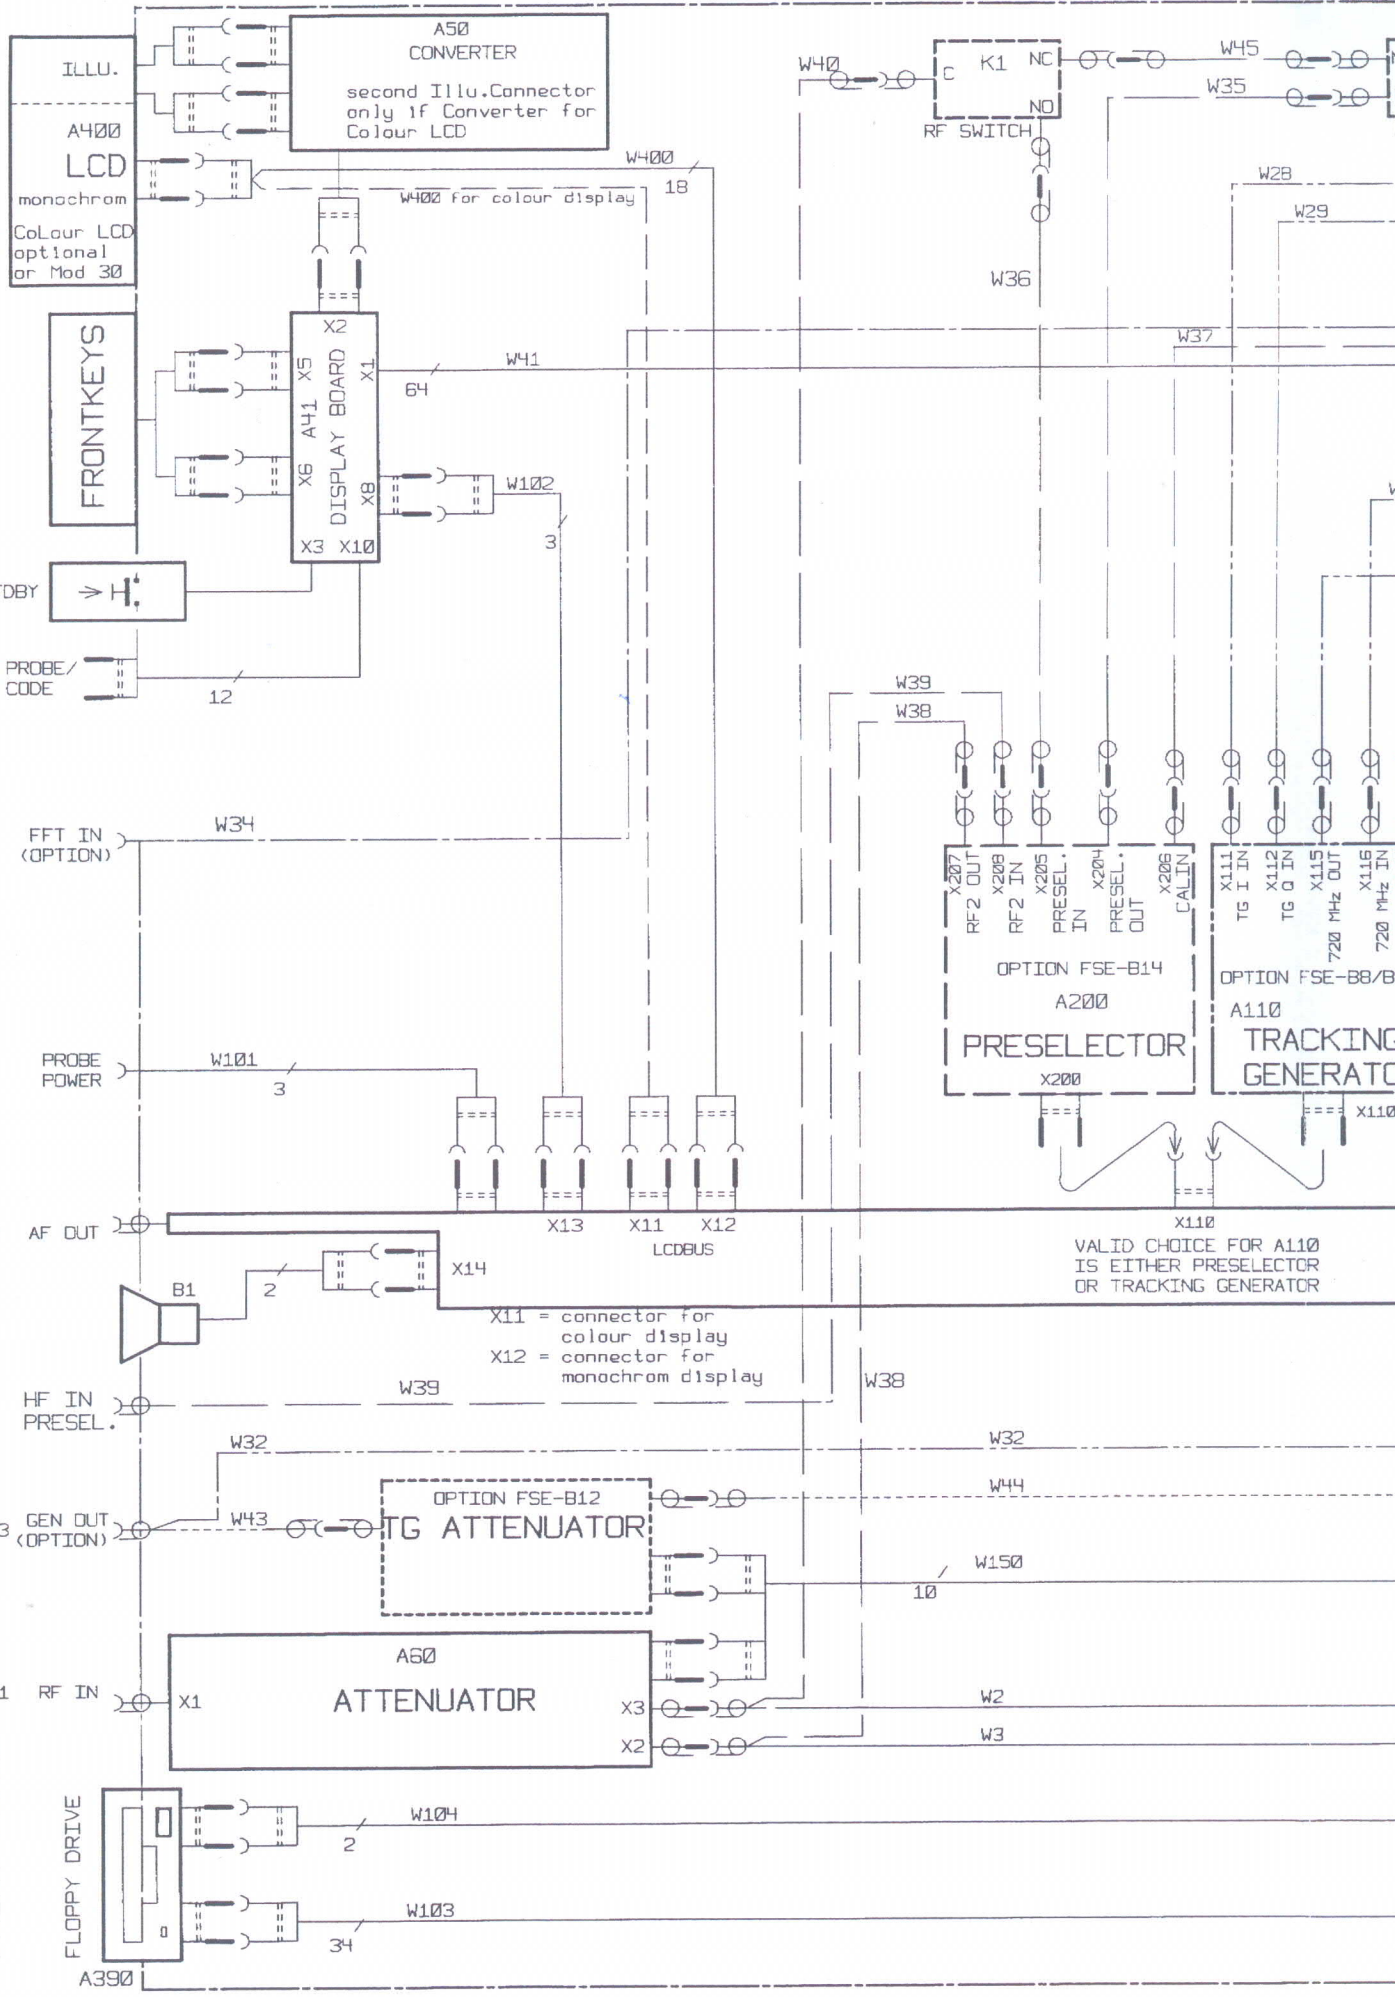 A50
CONVERTER
second Illu.Connector
only if Converter for
Colour LCD
ILLU.
A400
LCD
monochrom
CoLour LCD
optional
or Mod 30
W40
C
K1
NC
NO
RF SWITCH
W45
W35
W400
18
W400 for colour display
W28
W29
W36
W37
FRONTKEYS
X2
X5
X1
A41
DISPLAY BOARD
X6
X8
X3
X10
W41
64
W102
3
DBY
PROBE/
CODE
12
W39
W38
FFT IN
(OPTION)
W34
X207
RF2 OUT
X208
RF2 IN
X205
PRESEL.
IN
X204
PRESEL.
OUT
X206
CALIN
OPTION FSE-B14
A200
PRESELECTOR
X200
X111
TG I IN
X112
TG Q IN
X115
720 MHz OUT
X116
720 MHz IN
OPTION FSE-B8/B
A110
TRACKING
GENERATO
X110
PROBE
POWER
W101
3
AF OUT
X13
X11
X12
LCDBUS
X14
X110
VALID CHOICE FOR A110
IS EITHER PRESELECTOR
OR TRACKING GENERATOR
B1
2
X11 = connector for
colour display
X12 = connector for
monochrom display
HF IN
PRESEL.
W39
W38
W32
W32
OPTION FSE-B12
TG ATTENUATOR
W44
3
GEN OUT
(OPTION)
W43
W150
10
A60
ATTENUATOR
1
RF IN
X1
X3
X2
W2
W3
FLOPPY DRIVE
W104
2
W103
34
A390